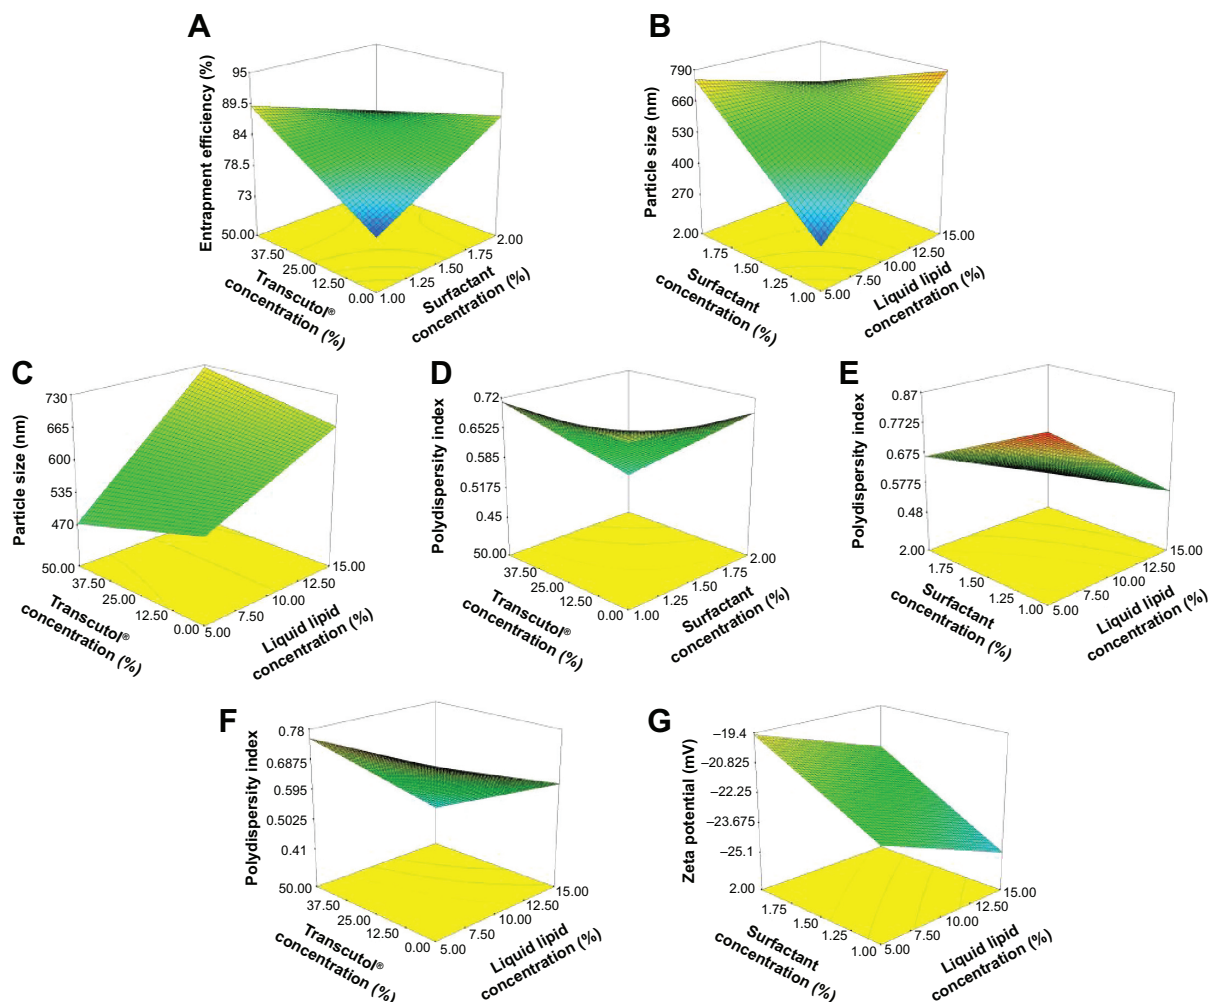 A
Entrapment efficiency (%)
95
89.5
84
78.5
73
50.00
37.50
25.00
12.50
0.00
Transcutol®
concentration (%)
1.00
1.25
1.50
1.75
2.00
Surfactant
concentration (%)
B
Particle size (nm)
790
660
530
400
270
2.00
1.75
1.50
1.25
1.00
Surfactant
concentration (%)
5.00
7.50
10.00
12.50
15.00
Liquid lipid
concentration (%)
C
Particle size (nm)
730
665
600
535
470
50.00
37.50
25.00
12.50
0.00
Transcutol®
concentration (%)
5.00
7.50
10.00
12.50
15.00
Liquid lipid
concentration (%)
D
Polydispersity index
0.72
0.6525
0.585
0.5175
0.45
50.00
37.50
25.00
12.50
0.00
Transcutol®
concentration (%)
1.00
1.25
1.50
1.75
2.00
Surfactant
concentration (%)
E
Polydispersity index
0.87
0.7725
0.675
0.5775
0.48
2.00
1.75
1.50
1.25
1.00
Surfactant
concentration (%)
5.00
7.50
10.00
12.50
15.00
Liquid lipid
concentration (%)
F
Polydispersity index
0.78
0.6875
0.595
0.5025
0.41
50.00
37.50
25.00
12.50
0.00
Transcutol®
concentration (%)
5.00
7.50
10.00
12.50
15.00
Liquid lipid
concentration (%)
G
Zeta potential (mV)
–19.4
–20.825
–22.25
–23.675
–25.1
2.00
1.75
1.50
1.25
1.00
Surfactant
concentration (%)
5.00
7.50
10.00
12.50
15.00
Liquid lipid
concentration (%)